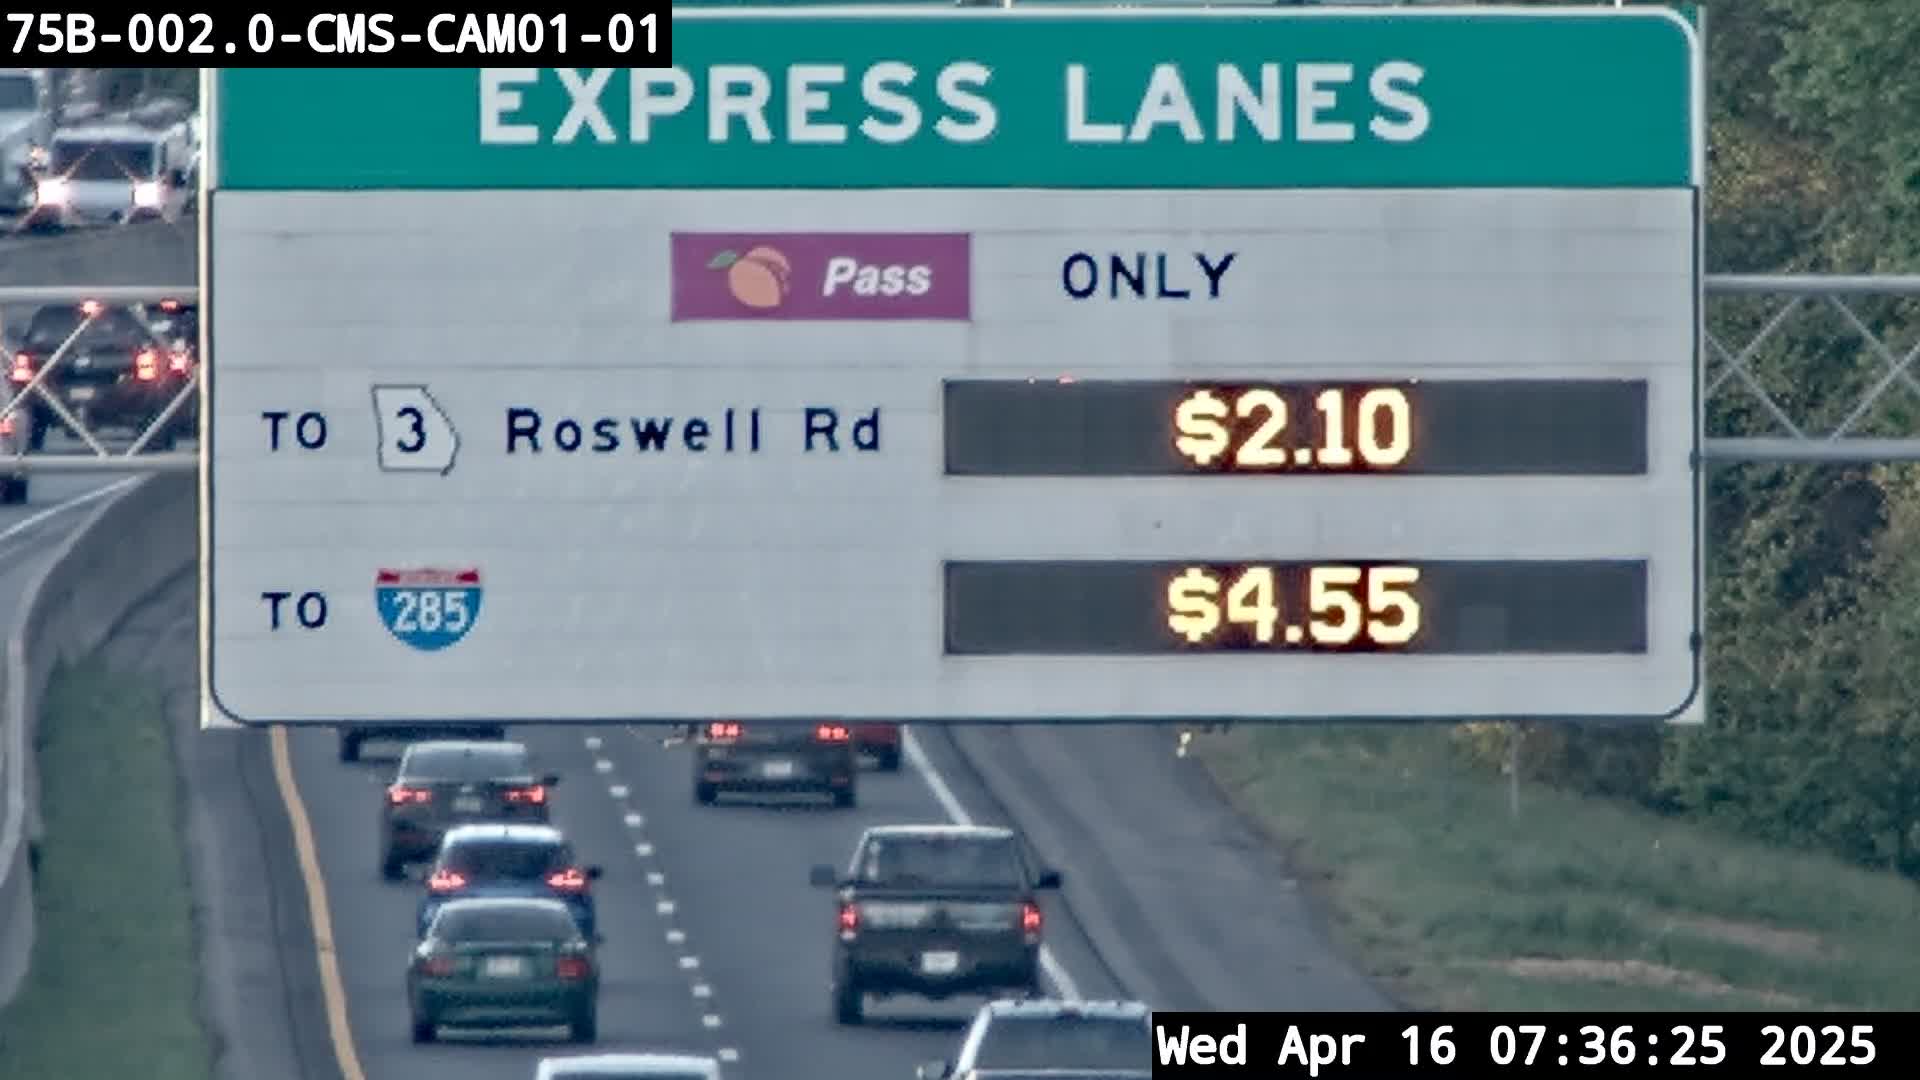 75B-002.0-CMS-CAM01-01
EXPRESS LANES
Pass ONLY
TO 3 Roswell Rd $2.10
TO 285 $4.55
Wed Apr 16 07:36:25 2025